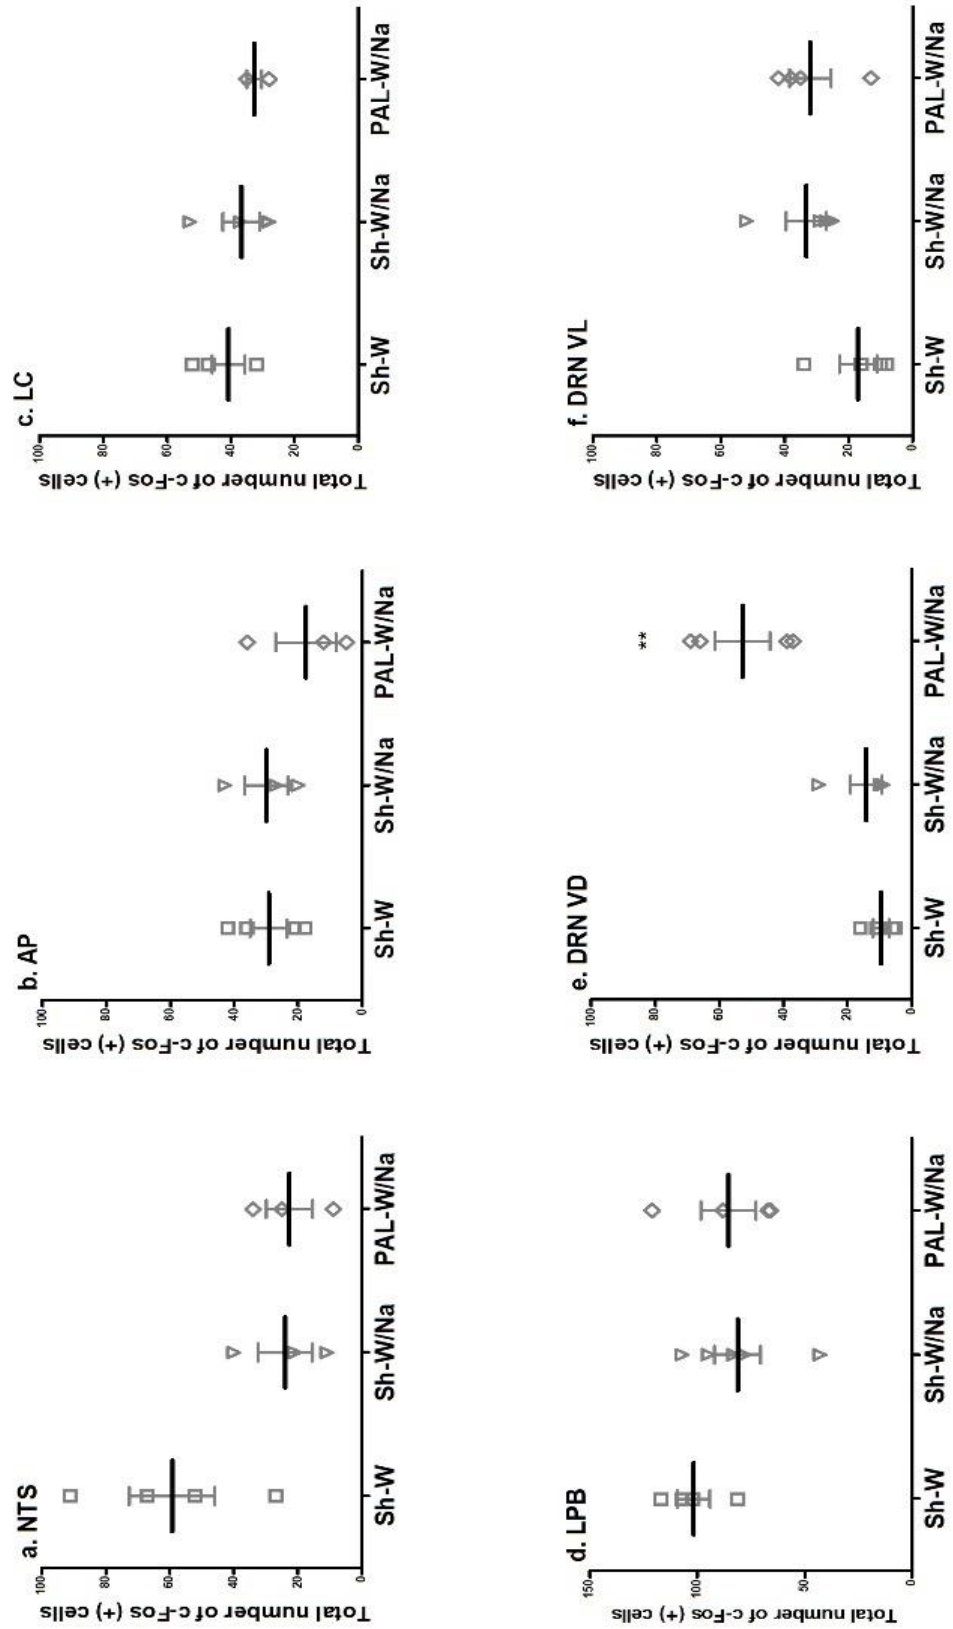 a. NTS
Total number of c-Fos (+) cells
100
80
60
40
20
0
Sh-W Sh-W/Na PAL-W/Na
b. AP
Total number of c-Fos (+) cells
100
80
60
40
20
0
Sh-W Sh-W/Na PAL-W/Na
c. LC
Total number of c-Fos (+) cells
100
80
60
40
20
0
Sh-W Sh-W/Na PAL-W/Na
d. LPB
Total number of c-Fos (+) cells
150
100
50
0
Sh-W Sh-W/Na PAL-W/Na
e. DRN VD
Total number of c-Fos (+) cells
100
80
60
40
20
0
**
Sh-W Sh-W/Na PAL-W/Na
f. DRN VL
Total number of c-Fos (+) cells
100
80
60
40
20
0
Sh-W Sh-W/Na PAL-W/Na